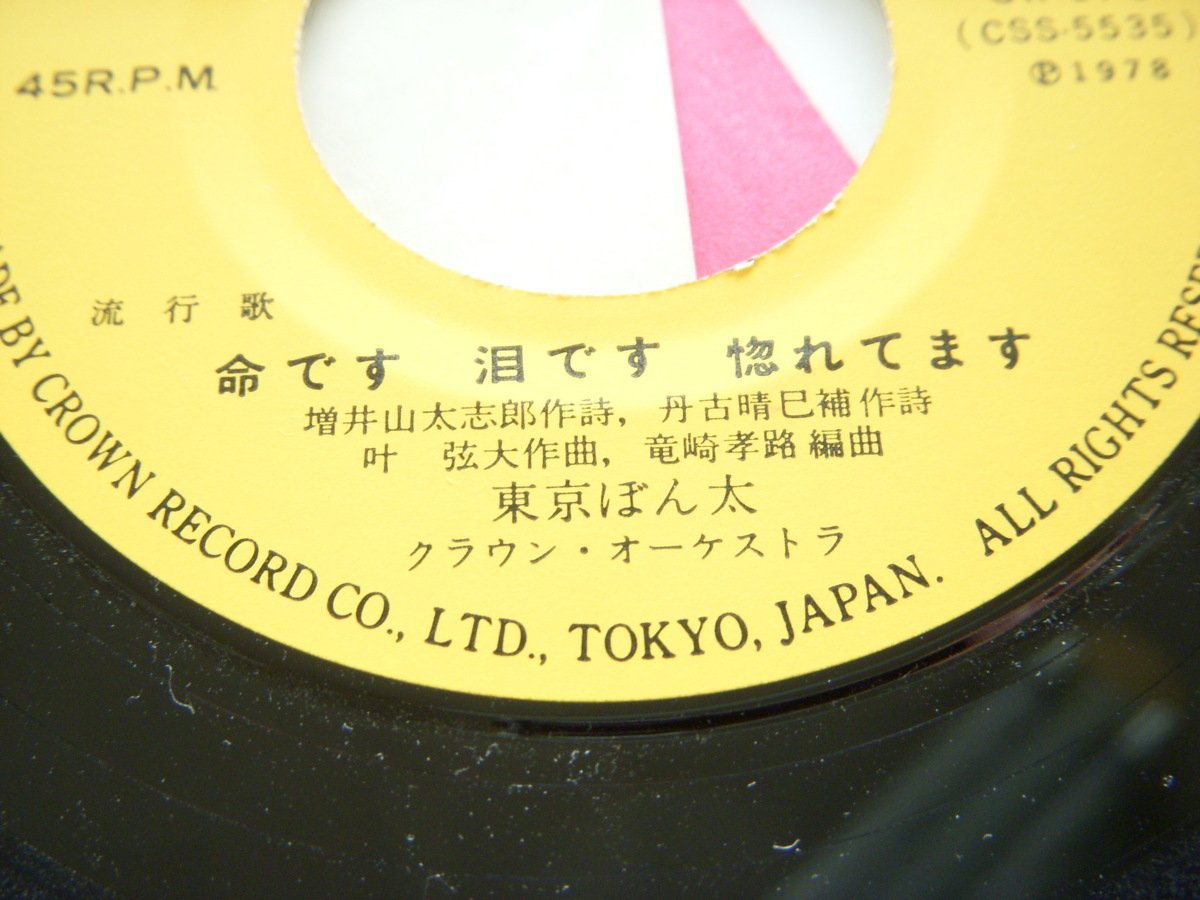 45R.P.M
(CSS-5535)
℗1978
流行歌
命です 泪です 惚れてます
増井山太志郎作詩, 丹古晴巳補作詩
叶 弦大作曲, 竜崎孝路編曲
東京ぼん太
クラウン・オーケストラ
BY CROWN RECORD CO., LTD., TOKYO, JAPAN. ALL RIGHTS